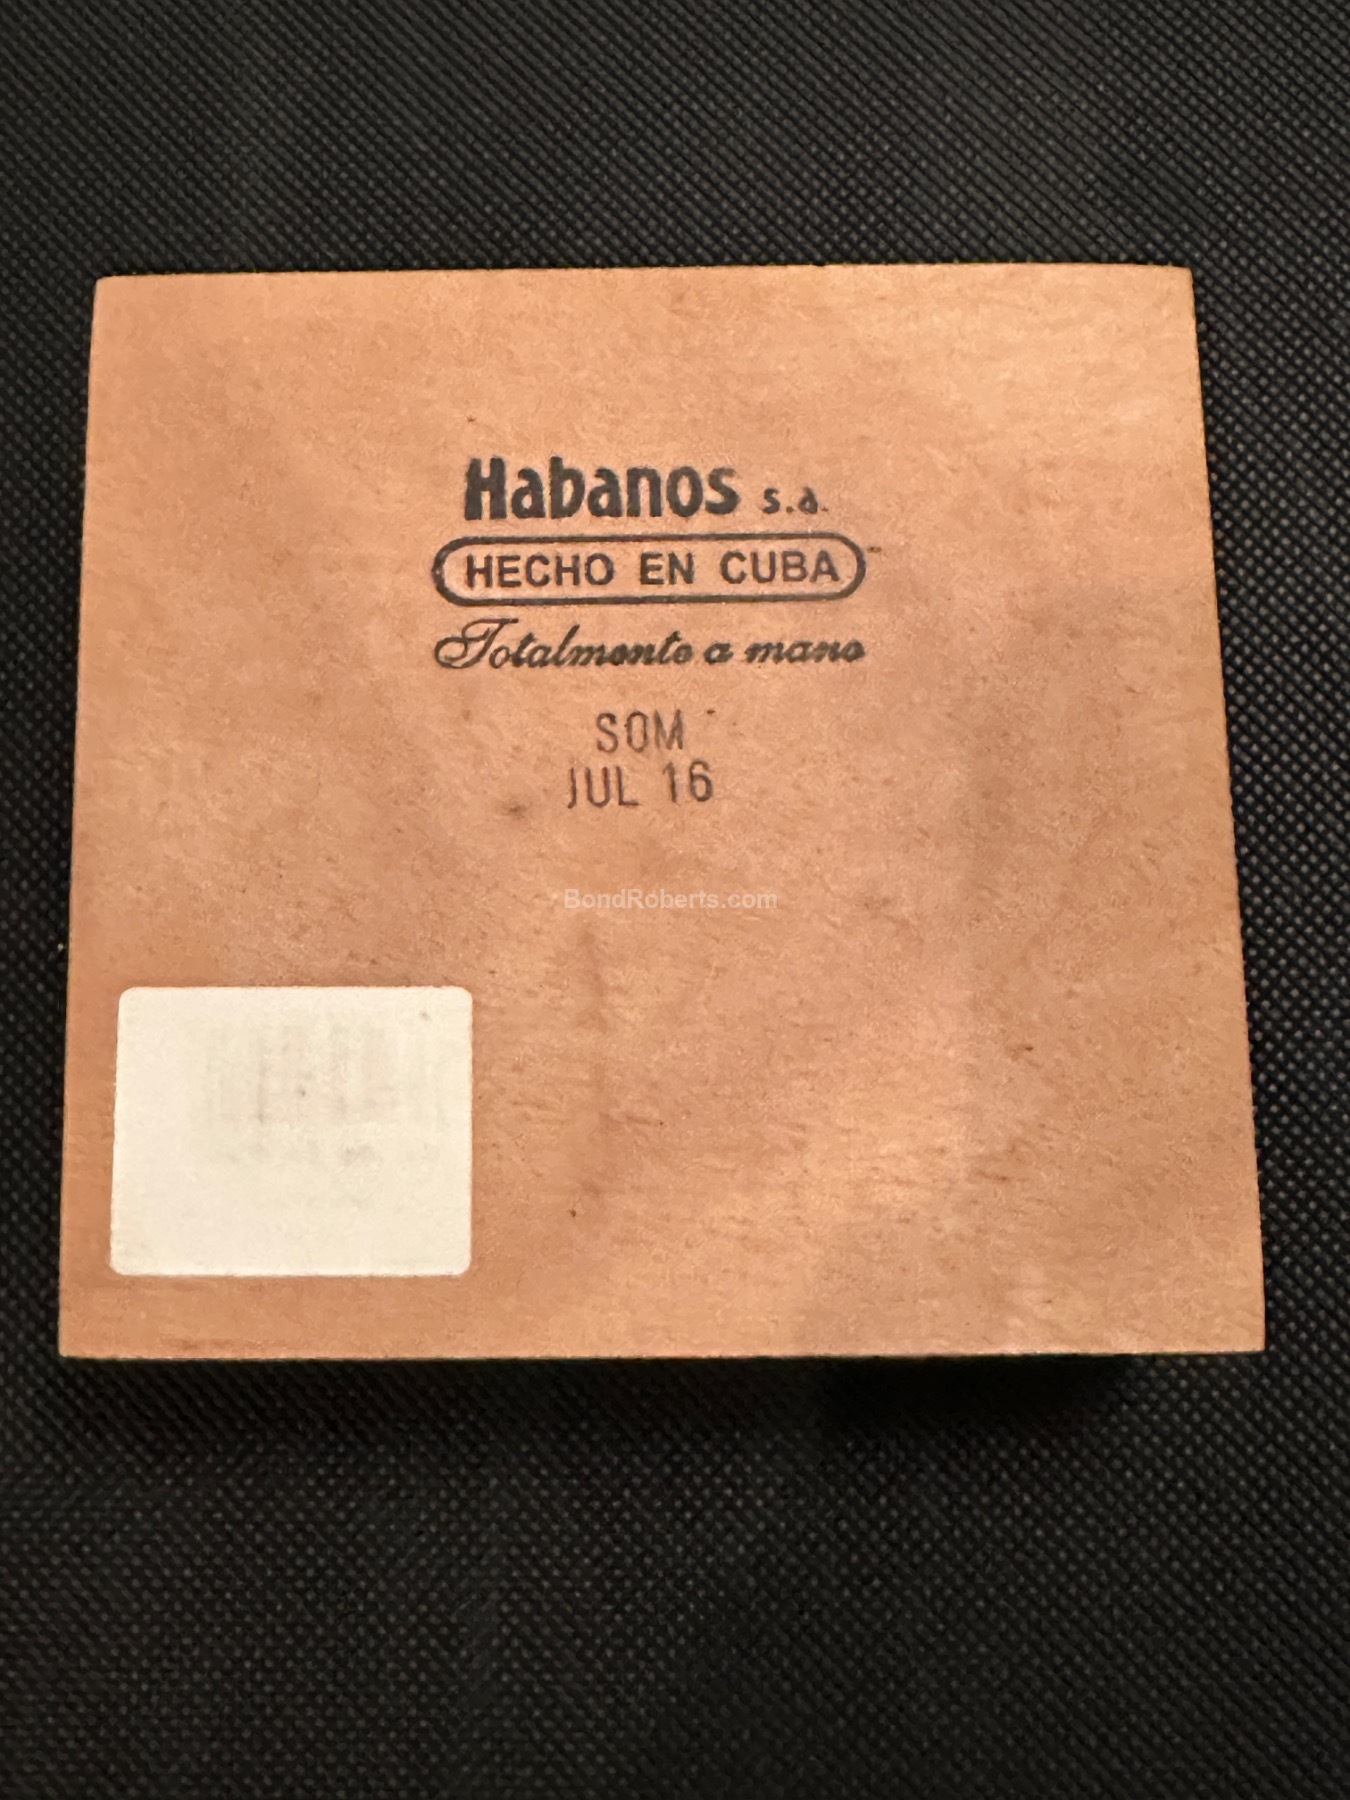 Habanos s.a.
HECHO EN CUBA
Totalmente a mano
SOM
JUL 16
BondRoberts.com